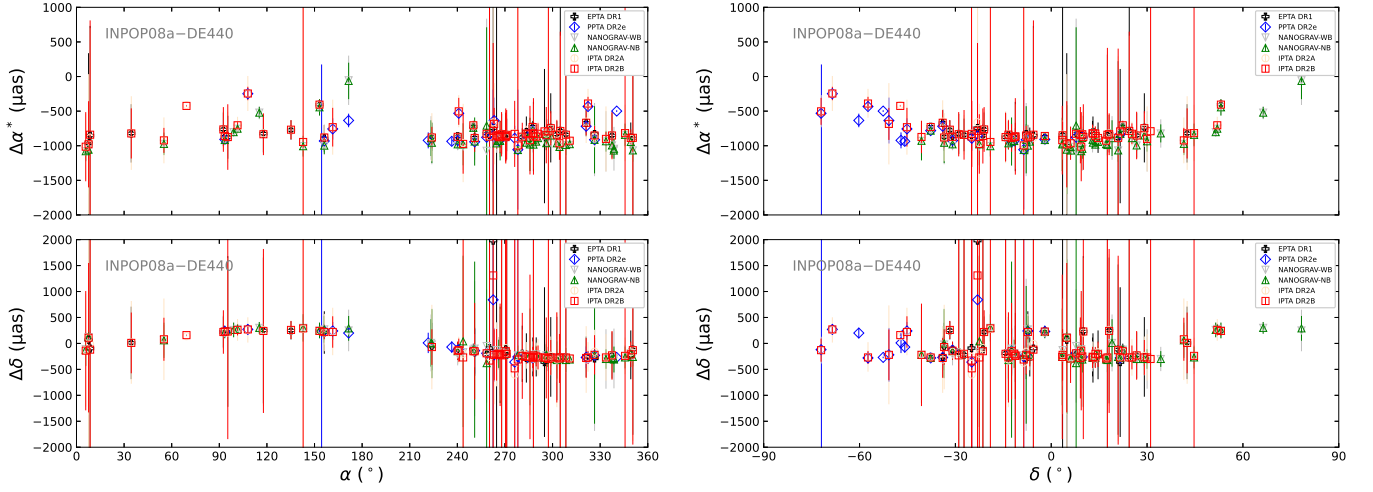 INPOP08a−DE440
EPTA DR1
PPTA DR2e
NANOGRAV-WB
NANOGRAV-NB
IPTA DR2A
IPTA DR2B
Δα* (μas)
1000
500
0
−500
−1000
−1500
−2000
INPOP08a−DE440
EPTA DR1
PPTA DR2e
NANOGRAV-WB
NANOGRAV-NB
IPTA DR2A
IPTA DR2B
Δα* (μas)
1000
500
0
−500
−1000
−1500
−2000
INPOP08a−DE440
EPTA DR1
PPTA DR2e
NANOGRAV-WB
NANOGRAV-NB
IPTA DR2A
IPTA DR2B
Δδ (μas)
2000
1500
1000
500
0
−500
−1000
−1500
−2000
0 30 60 90 120 150 180 210 240 270 300 330 360
α (°)
INPOP08a−DE440
EPTA DR1
PPTA DR2e
NANOGRAV-WB
NANOGRAV-NB
IPTA DR2A
IPTA DR2B
Δδ (μas)
2000
1500
1000
500
0
−500
−1000
−1500
−2000
−90 −60 −30 0 30 60 90
δ (°)